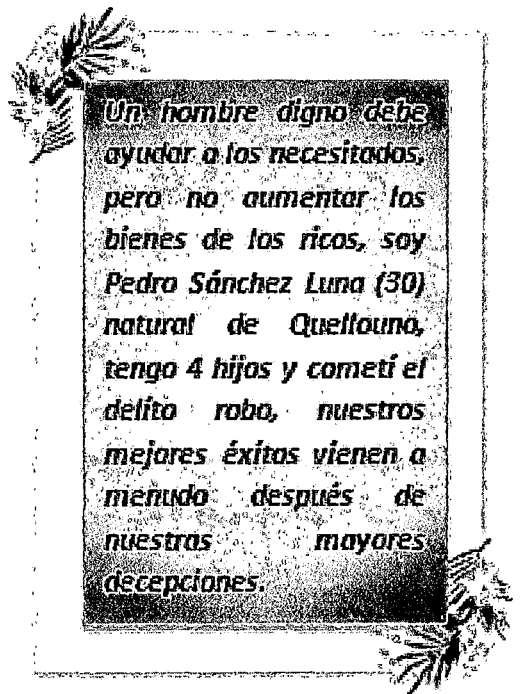 Un hombre digno debe
ayudar a los necesitados,
pero no aumentar los
bienes de los ricos, soy
Pedro Sánchez Luna (30)
natural de Quellouno,
tengo 4 hijos y cometí el
delito robo, nuestros
mejores éxitos vienen a
menudo después de
nuestras mayores
decepciones.